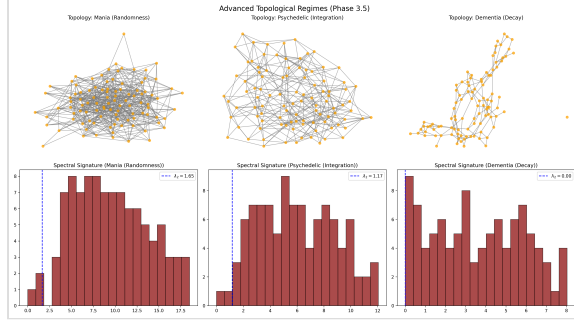 Advanced Topological Regimes (Phase 3.5)
Topology: Mania (Randomness)
Topology: Psychedelic (Integration)
Topology: Dementia (Decay)
Spectral Signature (Mania (Randomness))
λ₂ = 1.65
8
7
6
5
4
3
2
1
0
0.0 2.5 5.0 7.5 10.0 12.5 15.0 17.5
Spectral Signature (Psychedelic (Integration))
λ₂ = 1.17
8
6
4
2
0
0 2 4 6 8 10 12
Spectral Signature (Dementia (Decay))
λ₂ = 0.00
8
6
4
2
0
0 1 2 3 4 5 6 7 8